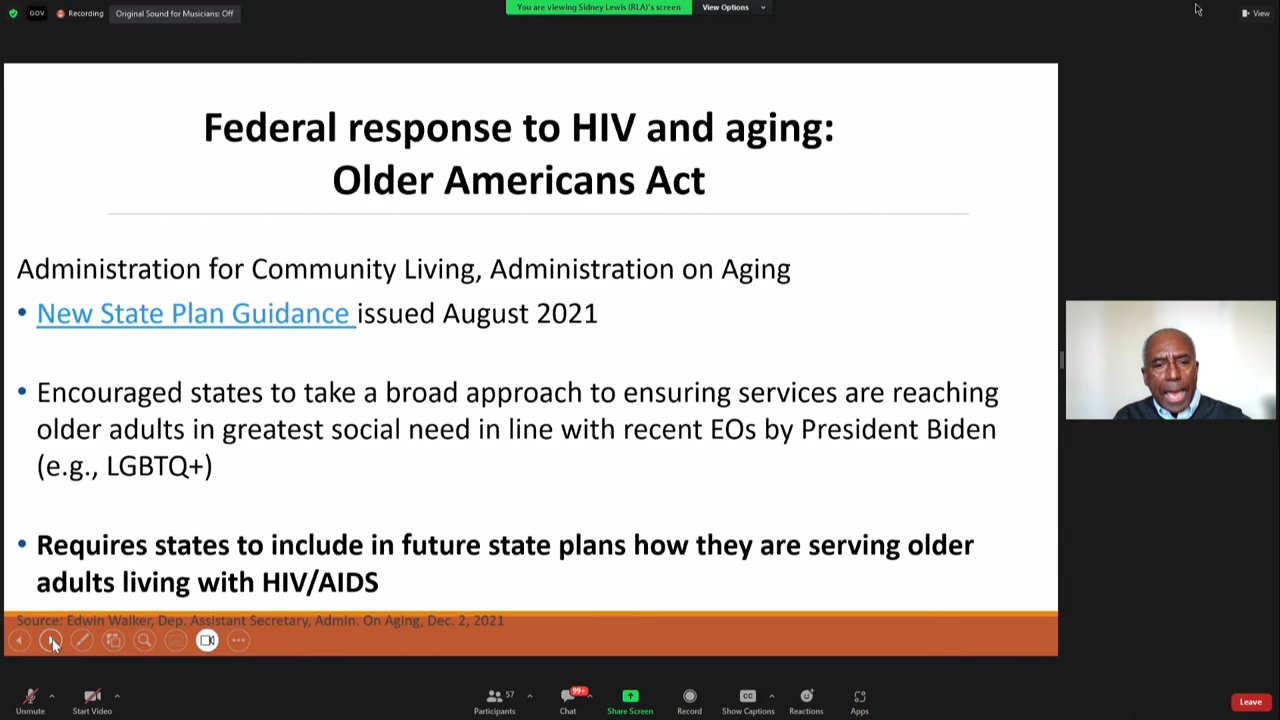 GOV
Recording
Original Sound for Musicians: Off
You are viewing Sidney Lewis (RLA)'s screen
View Options
View
Federal response to HIV and aging:
Older Americans Act
Administration for Community Living, Administration on Aging
• New State Plan Guidance issued August 2021
• Encouraged states to take a broad approach to ensuring services are reaching
older adults in greatest social need in line with recent EOs by President Biden
(e.g., LGBTQ+)
• Requires states to include in future state plans how they are serving older
adults living with HIV/AIDS
Source: Edwin Walker, Dep. Assistant Secretary, Admin. On Aging, Dec. 2, 2021
Unmute
Start Video
57
Participants
99+
Chat
Share Screen
Record
CC
Show Captions
Reactions
Apps
Leave